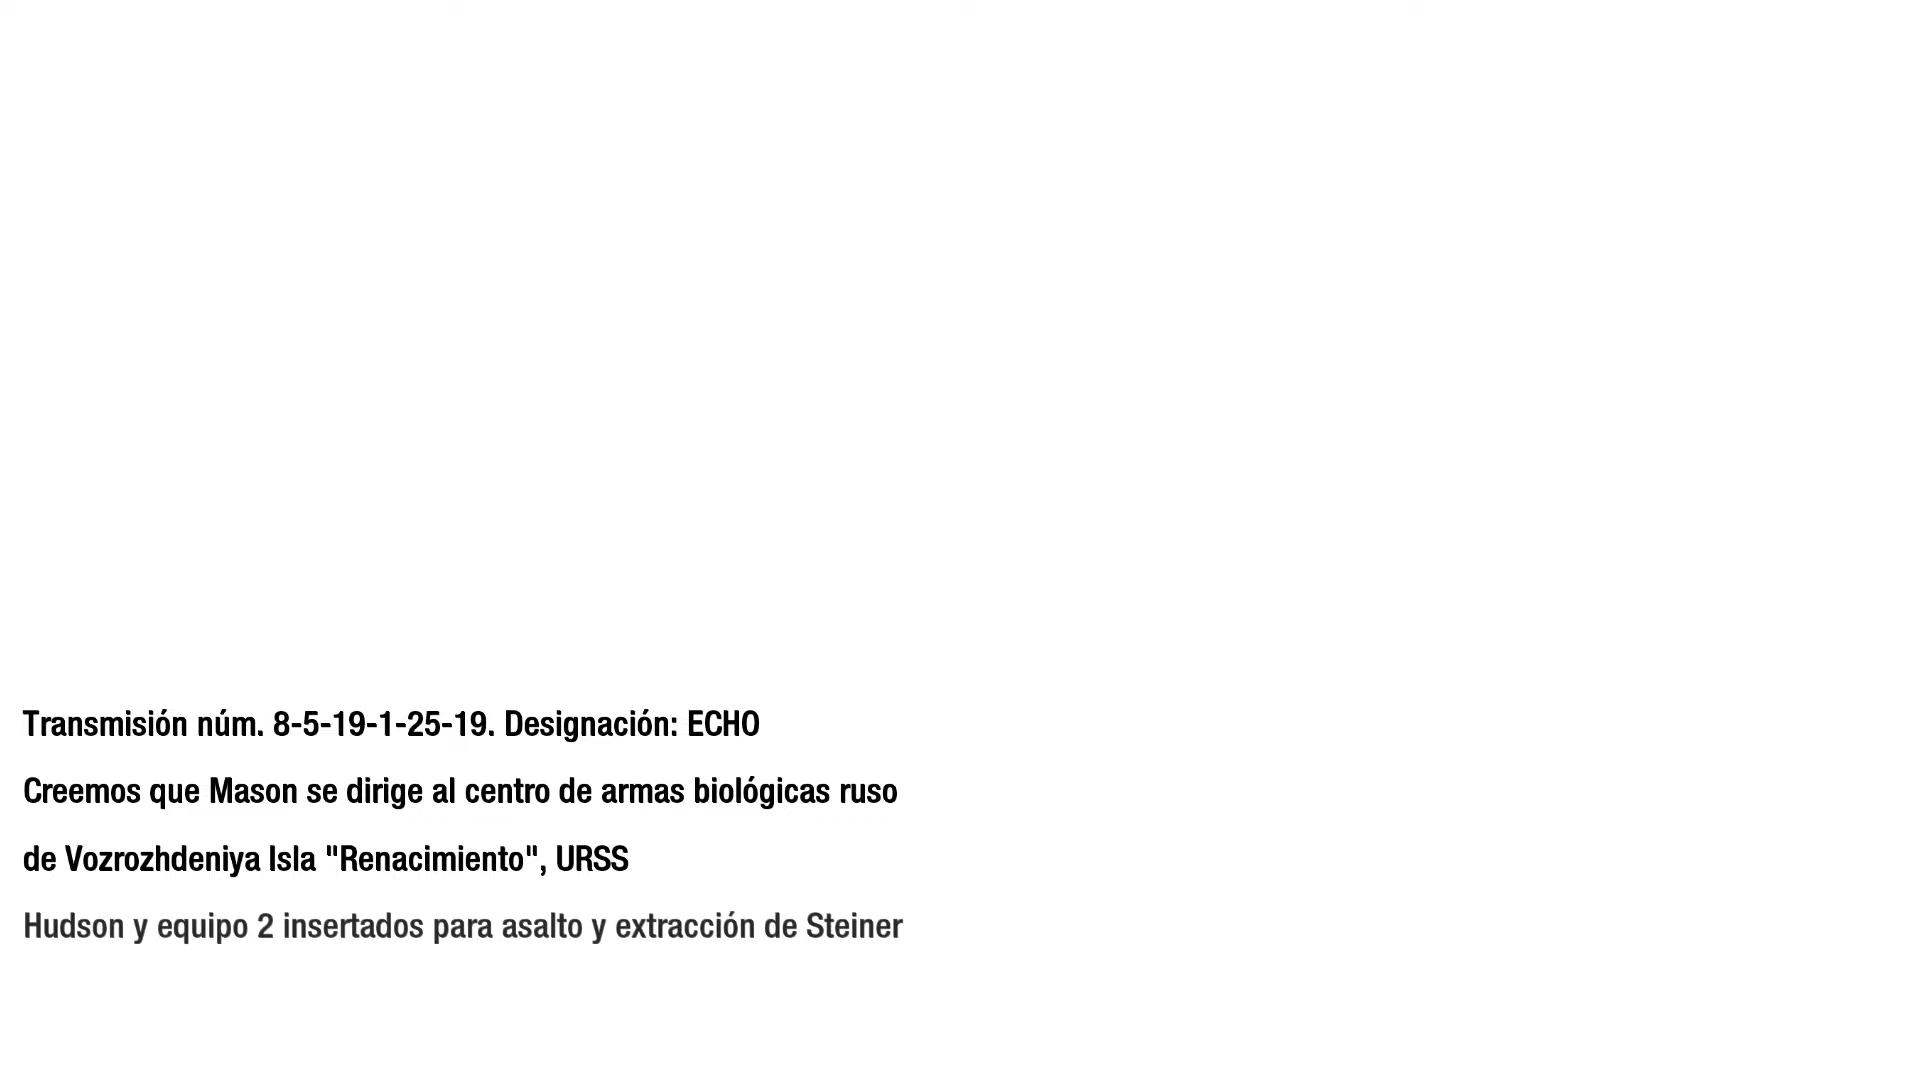 Transmisión núm. 8-5-19-1-25-19. Designación: ECHO
Creemos que Mason se dirige al centro de armas biológicas ruso
de Vozrozhdeniya Isla "Renacimiento", URSS
Hudson y equipo 2 insertados para asalto y extracción de Steiner